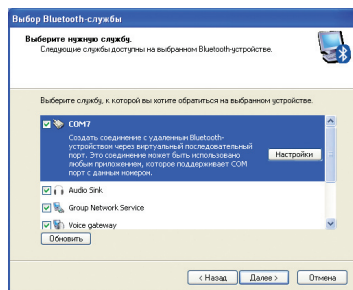 Выбор Bluetooth-службы
Выберите нужную службу.
Следующие службы доступны на выбранном Bluetooth-устройстве.
Выберите службу, к которой вы хотите обратиться на выбранном устройстве.
COM7
Создать соединение с удаленным Bluetooth-
устройством через виртуальный последовательный
порт. Это соединение может быть использовано
любым приложением, которое поддерживает COM
порт с данным номером.
Настройки
Audio Sink
Group Network Service
Voice gateway
Обновить
< Назад
Далее >
Отмена